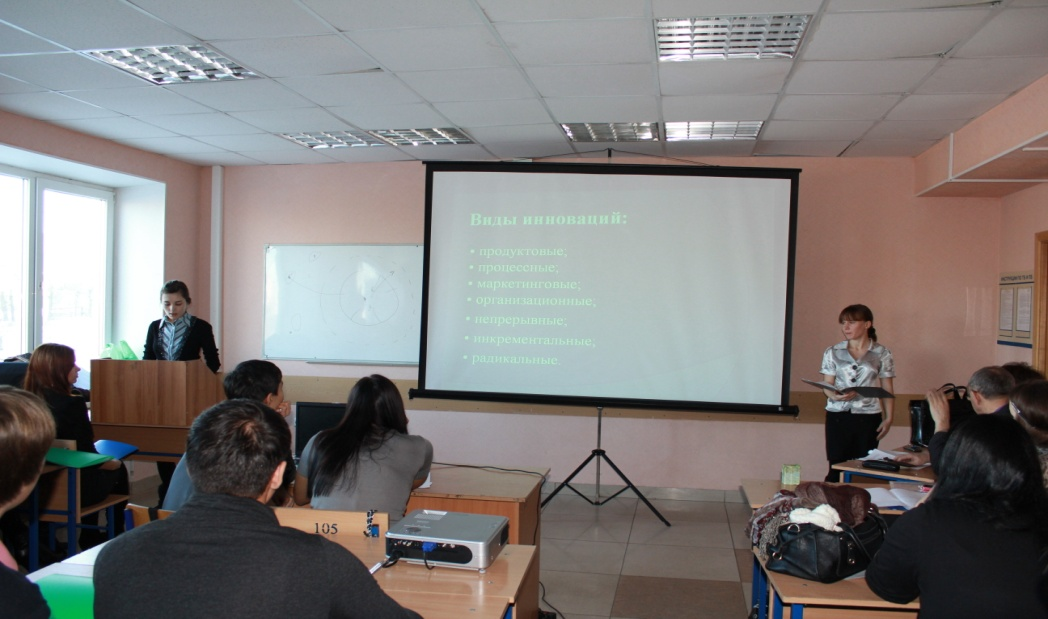 Виды инноваций:
• продуктовые;
• процессные;
• маркетинговые;
• организационные;
• непрерывные;
• инкрементальные;
• радикальные.
105